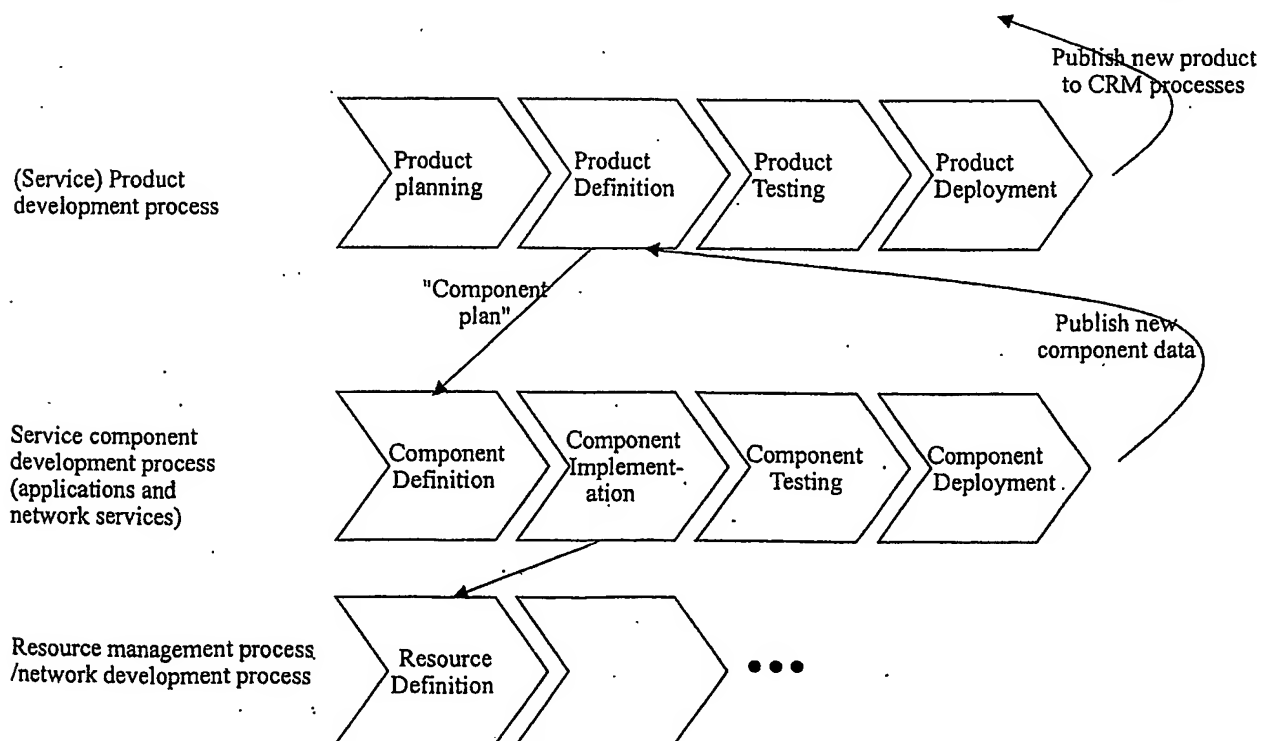 Publish new product
to CRM processes
(Service) Product
development process
Product
planning
Product
Definition
Product
Testing
Product
Deployment
"Component
plan"
Publish new
component data
Service component
development process
(applications and
network services)
Component
Definition
Component
Implement-
ation
Component
Testing
Component
Deployment
Resource management process
/network development process
Resource
Definition